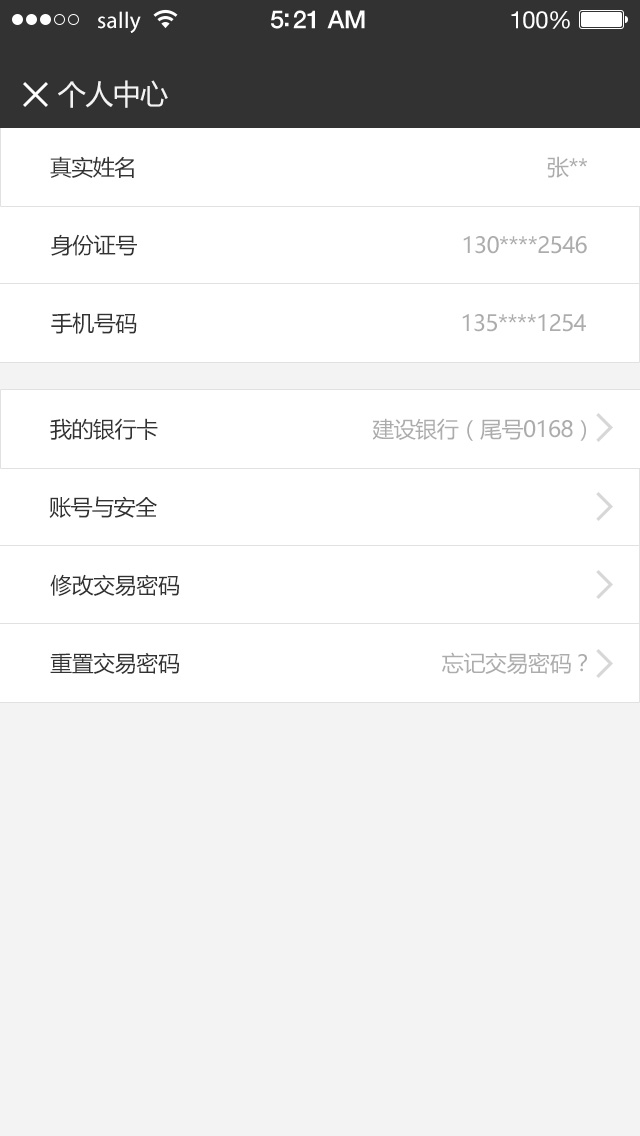 sally 5:21 AM 100%
个人中心
真实姓名 张**
身份证号 130****2546
手机号码 135****1254
我的银行卡 建设银行（尾号0168）
账号与安全
修改交易密码
重置交易密码 忘记交易密码？